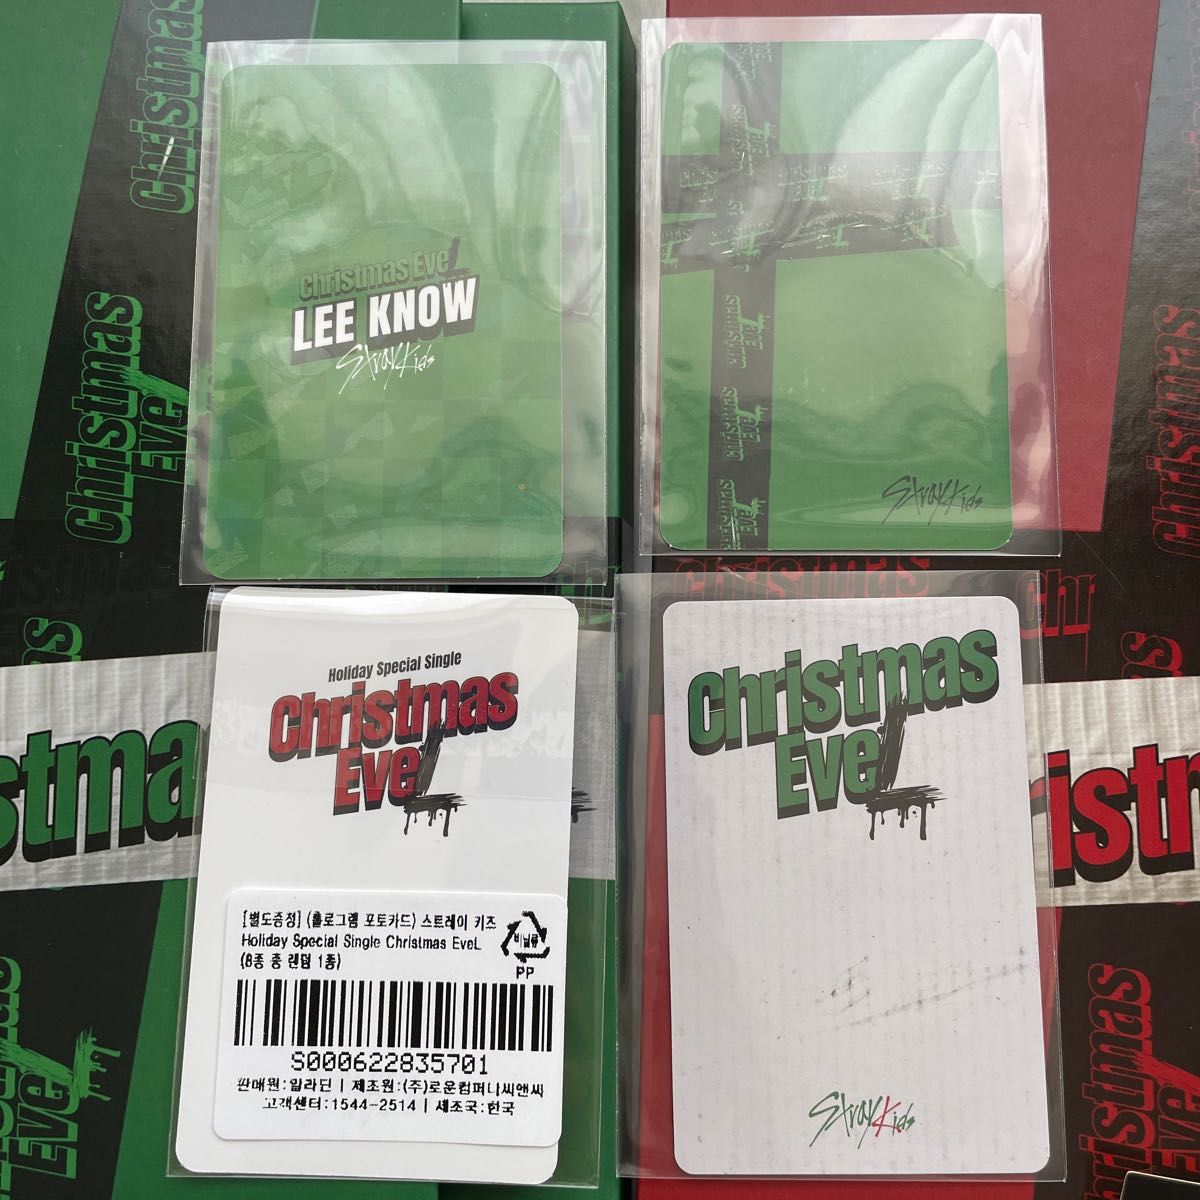 Christmas Eve
LEE KNOW
Stray Kids
Christmas
EveL
Stray Kids
Holiday Special Single
Christmas
EveL
[별도증정] (홀로그램 포토카드) 스트레이 키즈
Holiday Special Single Christmas EveL
(8종 중 랜덤 1종)
비닐류
PP
S000622835701
판매원:알라딘 | 제조원:(주)로운컴퍼니씨앤씨
고객센터:1544-2514 | 제조국:한국
Christmas
EveL
Stray Kids
Christmas
Christmas
EveL
stma
istm
Christmas
Christmas
EveL